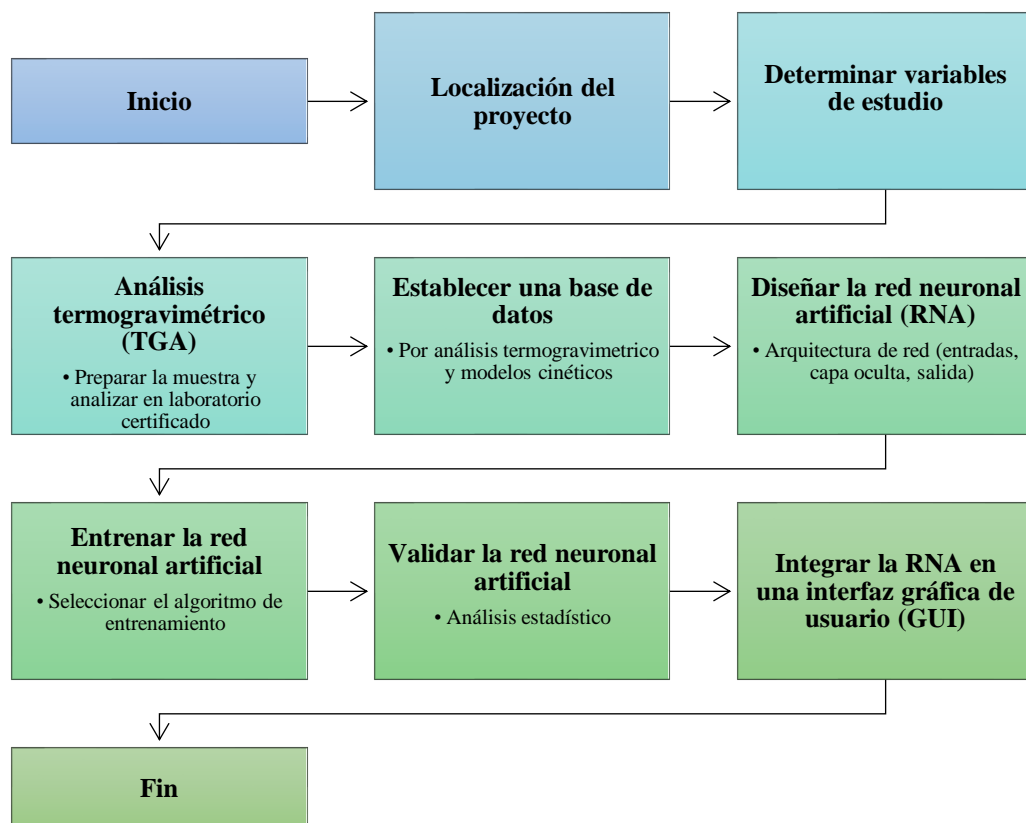 Inicio
Localización del
proyecto
Determinar variables
de estudio
Análisis
termogravimétrico
(TGA)
• Preparar la muestra y
analizar en laboratorio
certificado
Establecer una base de
datos
• Por análisis termogravimetrico
y modelos cinéticos
Diseñar la red neuronal
artificial (RNA)
• Arquitectura de red (entradas,
capa oculta, salida)
Entrenar la red
neuronal artificial
• Seleccionar el algoritmo de
entrenamiento
Validar la red neuronal
artificial
• Análisis estadístico
Integrar la RNA en
una interfaz gráfica de
usuario (GUI)
Fin